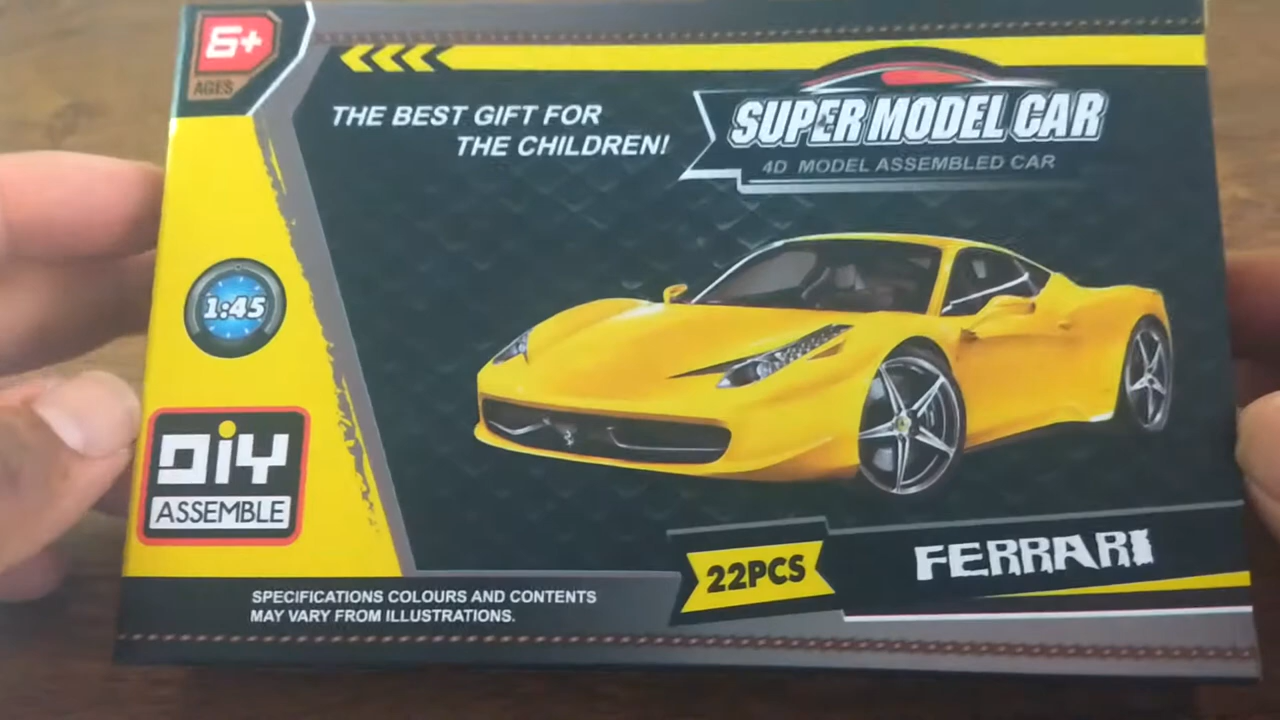 6+
AGES
THE BEST GIFT FOR
THE CHILDREN!
SUPER MODEL CAR
4D MODEL ASSEMBLED CAR
1:45
DIY
ASSEMBLE
22PCS
FERRARI
SPECIFICATIONS COLOURS AND CONTENTS
MAY VARY FROM ILLUSTRATIONS.